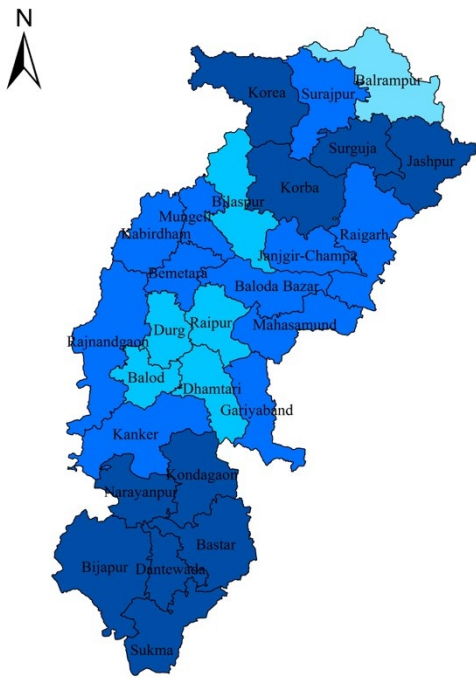 N
Balrampur
Korea
Surajpur
Surguja
Jashpur
Korba
Bilaspur
Mungeli
Kabirdham
Raigarh
Janjgir-Champa
Bemetara
Baloda Bazar
Mahasamund
Rajnandgaon
Durg
Raipur
Balod
Dhamtari
Gariyaband
Kanker
Kondagaon
Narayanpur
Bastar
Bijapur
Dantewada
Sukma